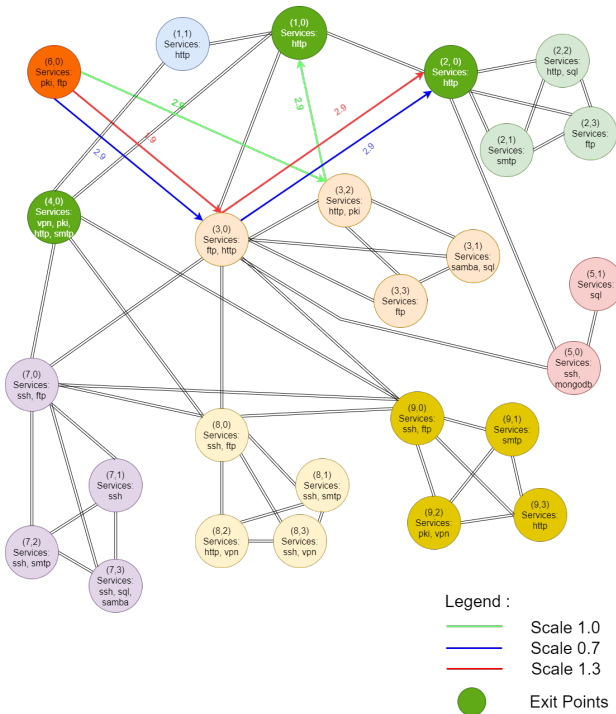 (1,0)
Services:
http
(1,1)
Services:
http
(6,0)
Services:
pki, ftp
(2, 0)
Services:
http
(2,2)
Services:
http, sql
(2,3)
Services:
ftp
(2,1)
Services:
smtp
2.9
2.9
2.9
2.9
2.9
(4,0)
Services:
vpn, pki,
http, smtp
(3,0)
Services:
ftp, http
(3,2)
Services:
http, pki
(3,1)
Services:
samba, sql
(3,3)
Services:
ftp
(5,1)
Services:
sql
(5,0)
Services:
ssh,
mongodb
(7,0)
Services:
ssh, ftp
(8,0)
Services:
ssh, ftp
(9,0)
Services:
ssh, ftp
(9,1)
Services:
smtp
(7,1)
Services:
ssh
(8,1)
Services:
ssh, smtp
(7,2)
Services:
ssh, smtp
(7,3)
Services:
ssh, sql,
samba
(8,2)
Services:
http, vpn
(8,3)
Services:
ssh, vpn
(9,2)
Services:
pki, vpn
(9,3)
Services:
http
Legend :
Scale 1.0
Scale 0.7
Scale 1.3
Exit Points